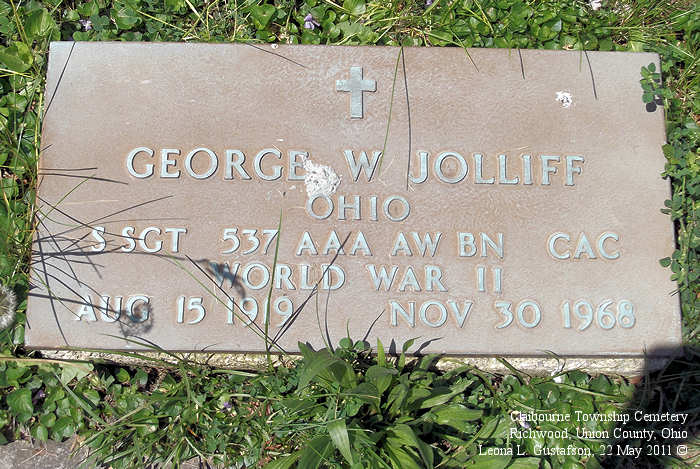 GEORGE W JOLLIFF
OHIO
S SGT 537 AAA AW BN CAC
WORLD WAR II
AUG 15 1919 NOV 30 1968
Claibourne Township Cemetery
Richwood, Union County, Ohio
Leona L. Gustafson, 22 May 2011 ©